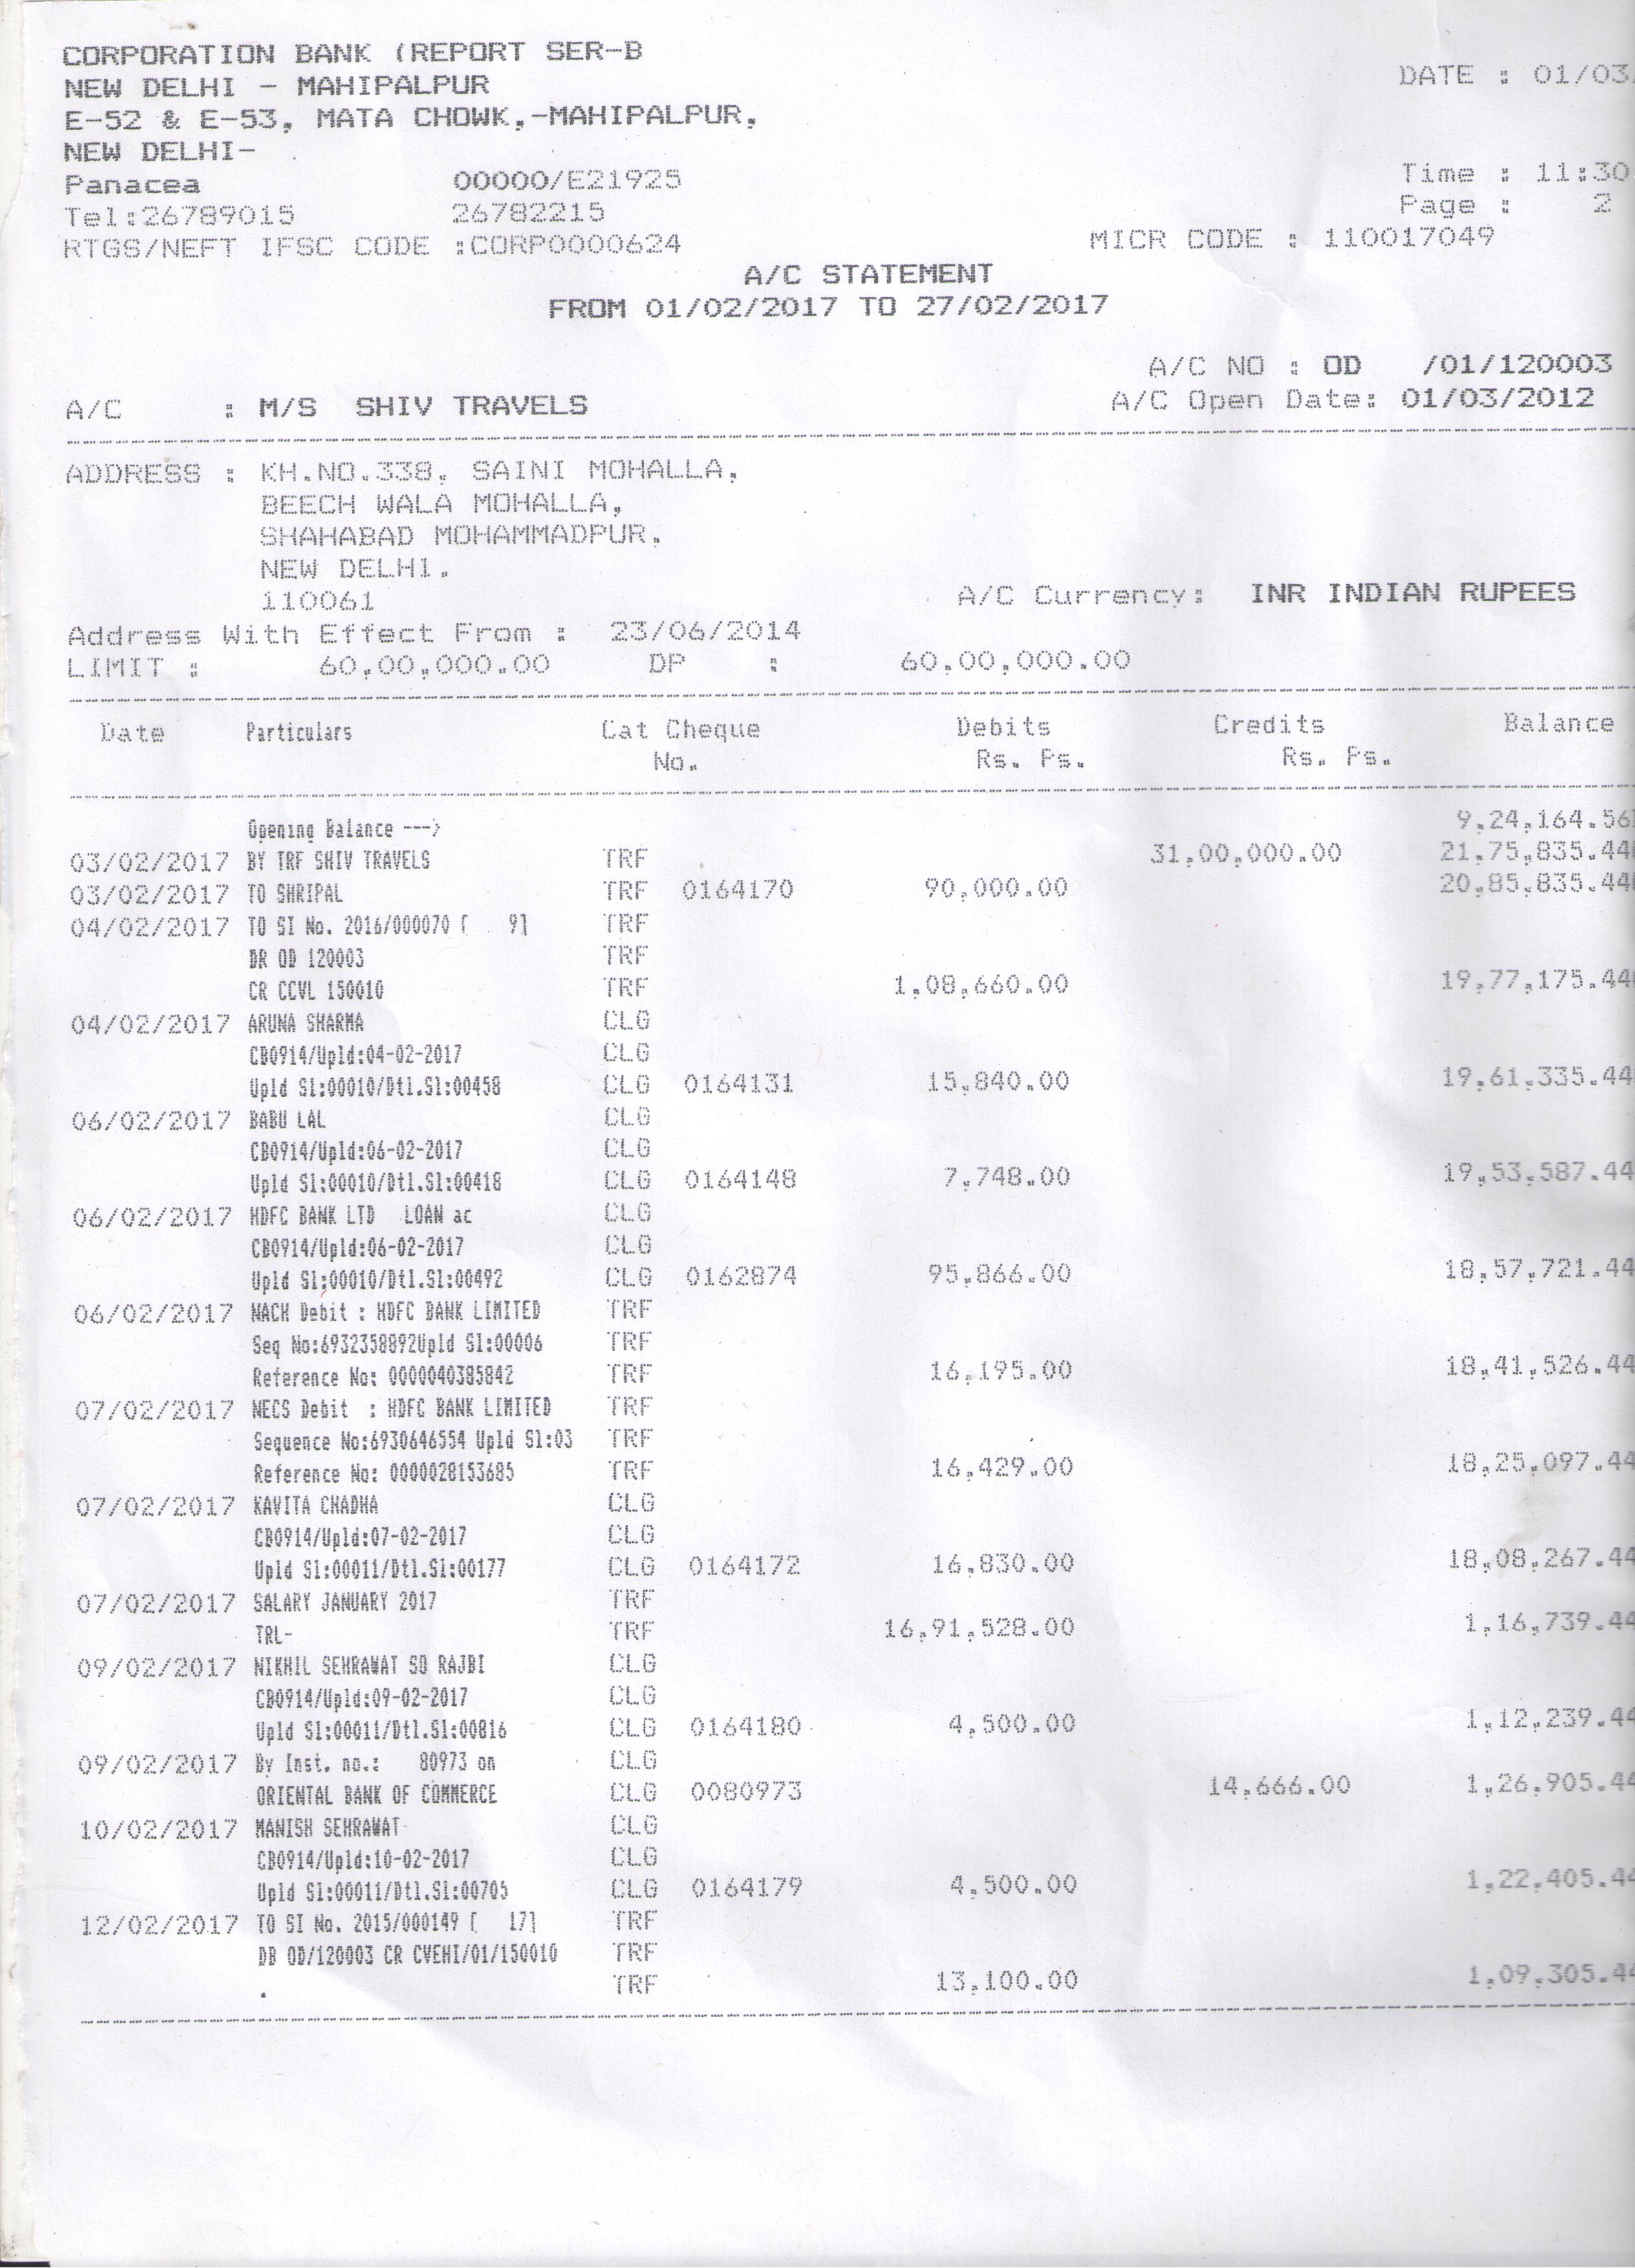 CORPORATION BANK (REPORT SER-B
DATE : 01/03/
NEW DELHI - MAHIPALPUR
E-52 & E-53, MATA CHOWK,-MAHIPALPUR,
NEW DELHI-
Panacea 00000/E21925 Time : 11:30
Tel:26789015 26782215 Page : 2
RTGS/NEFT IFSC CODE :CORP0000624 MICR CODE : 110017049
A/C STATEMENT
FROM 01/02/2017 TO 27/02/2017
A/C NO : OD /01/120003
A/C : M/S SHIV TRAVELS A/C Open Date: 01/03/2012
ADDRESS : KH.NO.338, SAINI MOHALLA,
BEECH WALA MOHALLA,
SHAHABAD MOHAMMADPUR,
NEW DELHI.
110061 A/C Currency: INR INDIAN RUPEES
Address With Effect From : 23/06/2014
LIMIT : 60,00,000.00 DP : 60,00,000.00
Date Particulars Cat Cheque Debits Credits Balance
No. Rs. Ps. Rs. Ps.
Opening Balance ---> 9,24,164.56
03/02/2017 BY TRF SHIV TRAVELS TRF 31,00,000.00 21,75,835.44
03/02/2017 TO SHRIPAL TRF 0164170 90,000.00 20,85,835.44
04/02/2017 TO SI No. 2016/000070 [ 9] TRF
DR OD 120003 TRF
CR CCVL 150010 TRF 1,08,660.00 19,77,175.44
04/02/2017 ARUNA SHARMA CLG
CB0914/Upld:04-02-2017 CLG
Upld Sl:00010/Dtl.Sl:00458 CLG 0164131 15,840.00 19,61,335.44
06/02/2017 BABU LAL CLG
CB0914/Upld:06-02-2017 CLG
Upld Sl:00010/Dtl.Sl:00418 CLG 0164148 7,748.00 19,53,587.44
06/02/2017 HDFC BANK LTD LOAN ac CLG
CB0914/Upld:06-02-2017 CLG
Upld Sl:00010/Dtl.Sl:00492 CLG 0162874 95,866.00 18,57,721.44
06/02/2017 NACH Debit : HDFC BANK LIMITED TRF
Seq No:6932358892Upld Sl:00006 TRF
Reference No: 0000040385842 TRF 16,195.00 18,41,526.44
07/02/2017 NECS Debit : HDFC BANK LIMITED TRF
Sequence No:6930646554 Upld Sl:03 TRF
Reference No: 0000028153685 TRF 16,429.00 18,25,097.44
07/02/2017 KAVITA CHADHA CLG
CB0914/Upld:07-02-2017 CLG
Upld Sl:00011/Dtl.Sl:00177 CLG 0164172 16,830.00 18,08,267.44
07/02/2017 SALARY JANUARY 2017 TRF
TRL- TRF 16,91,528.00 1,16,739.44
09/02/2017 NIKHIL SEHRAWAT SO RAJBI CLG
CB0914/Upld:09-02-2017 CLG
Upld Sl:00011/Dtl.Sl:00816 CLG 0164180 4,500.00 1,12,239.44
09/02/2017 By Inst. no.: 80973 on CLG
ORIENTAL BANK OF COMMERCE CLG 0080973 14,666.00 1,26,905.44
10/02/2017 MANISH SEHRAWAT CLG
CB0914/Upld:10-02-2017 CLG
Upld Sl:00011/Dtl.Sl:00705 CLG 0164179 4,500.00 1,22,405.44
12/02/2017 TO SI No. 2015/000149 [ 17] TRF
DB OD/120003 CR CVEHI/01/150010 TRF
. TRF 13,100.00 1,09,305.44